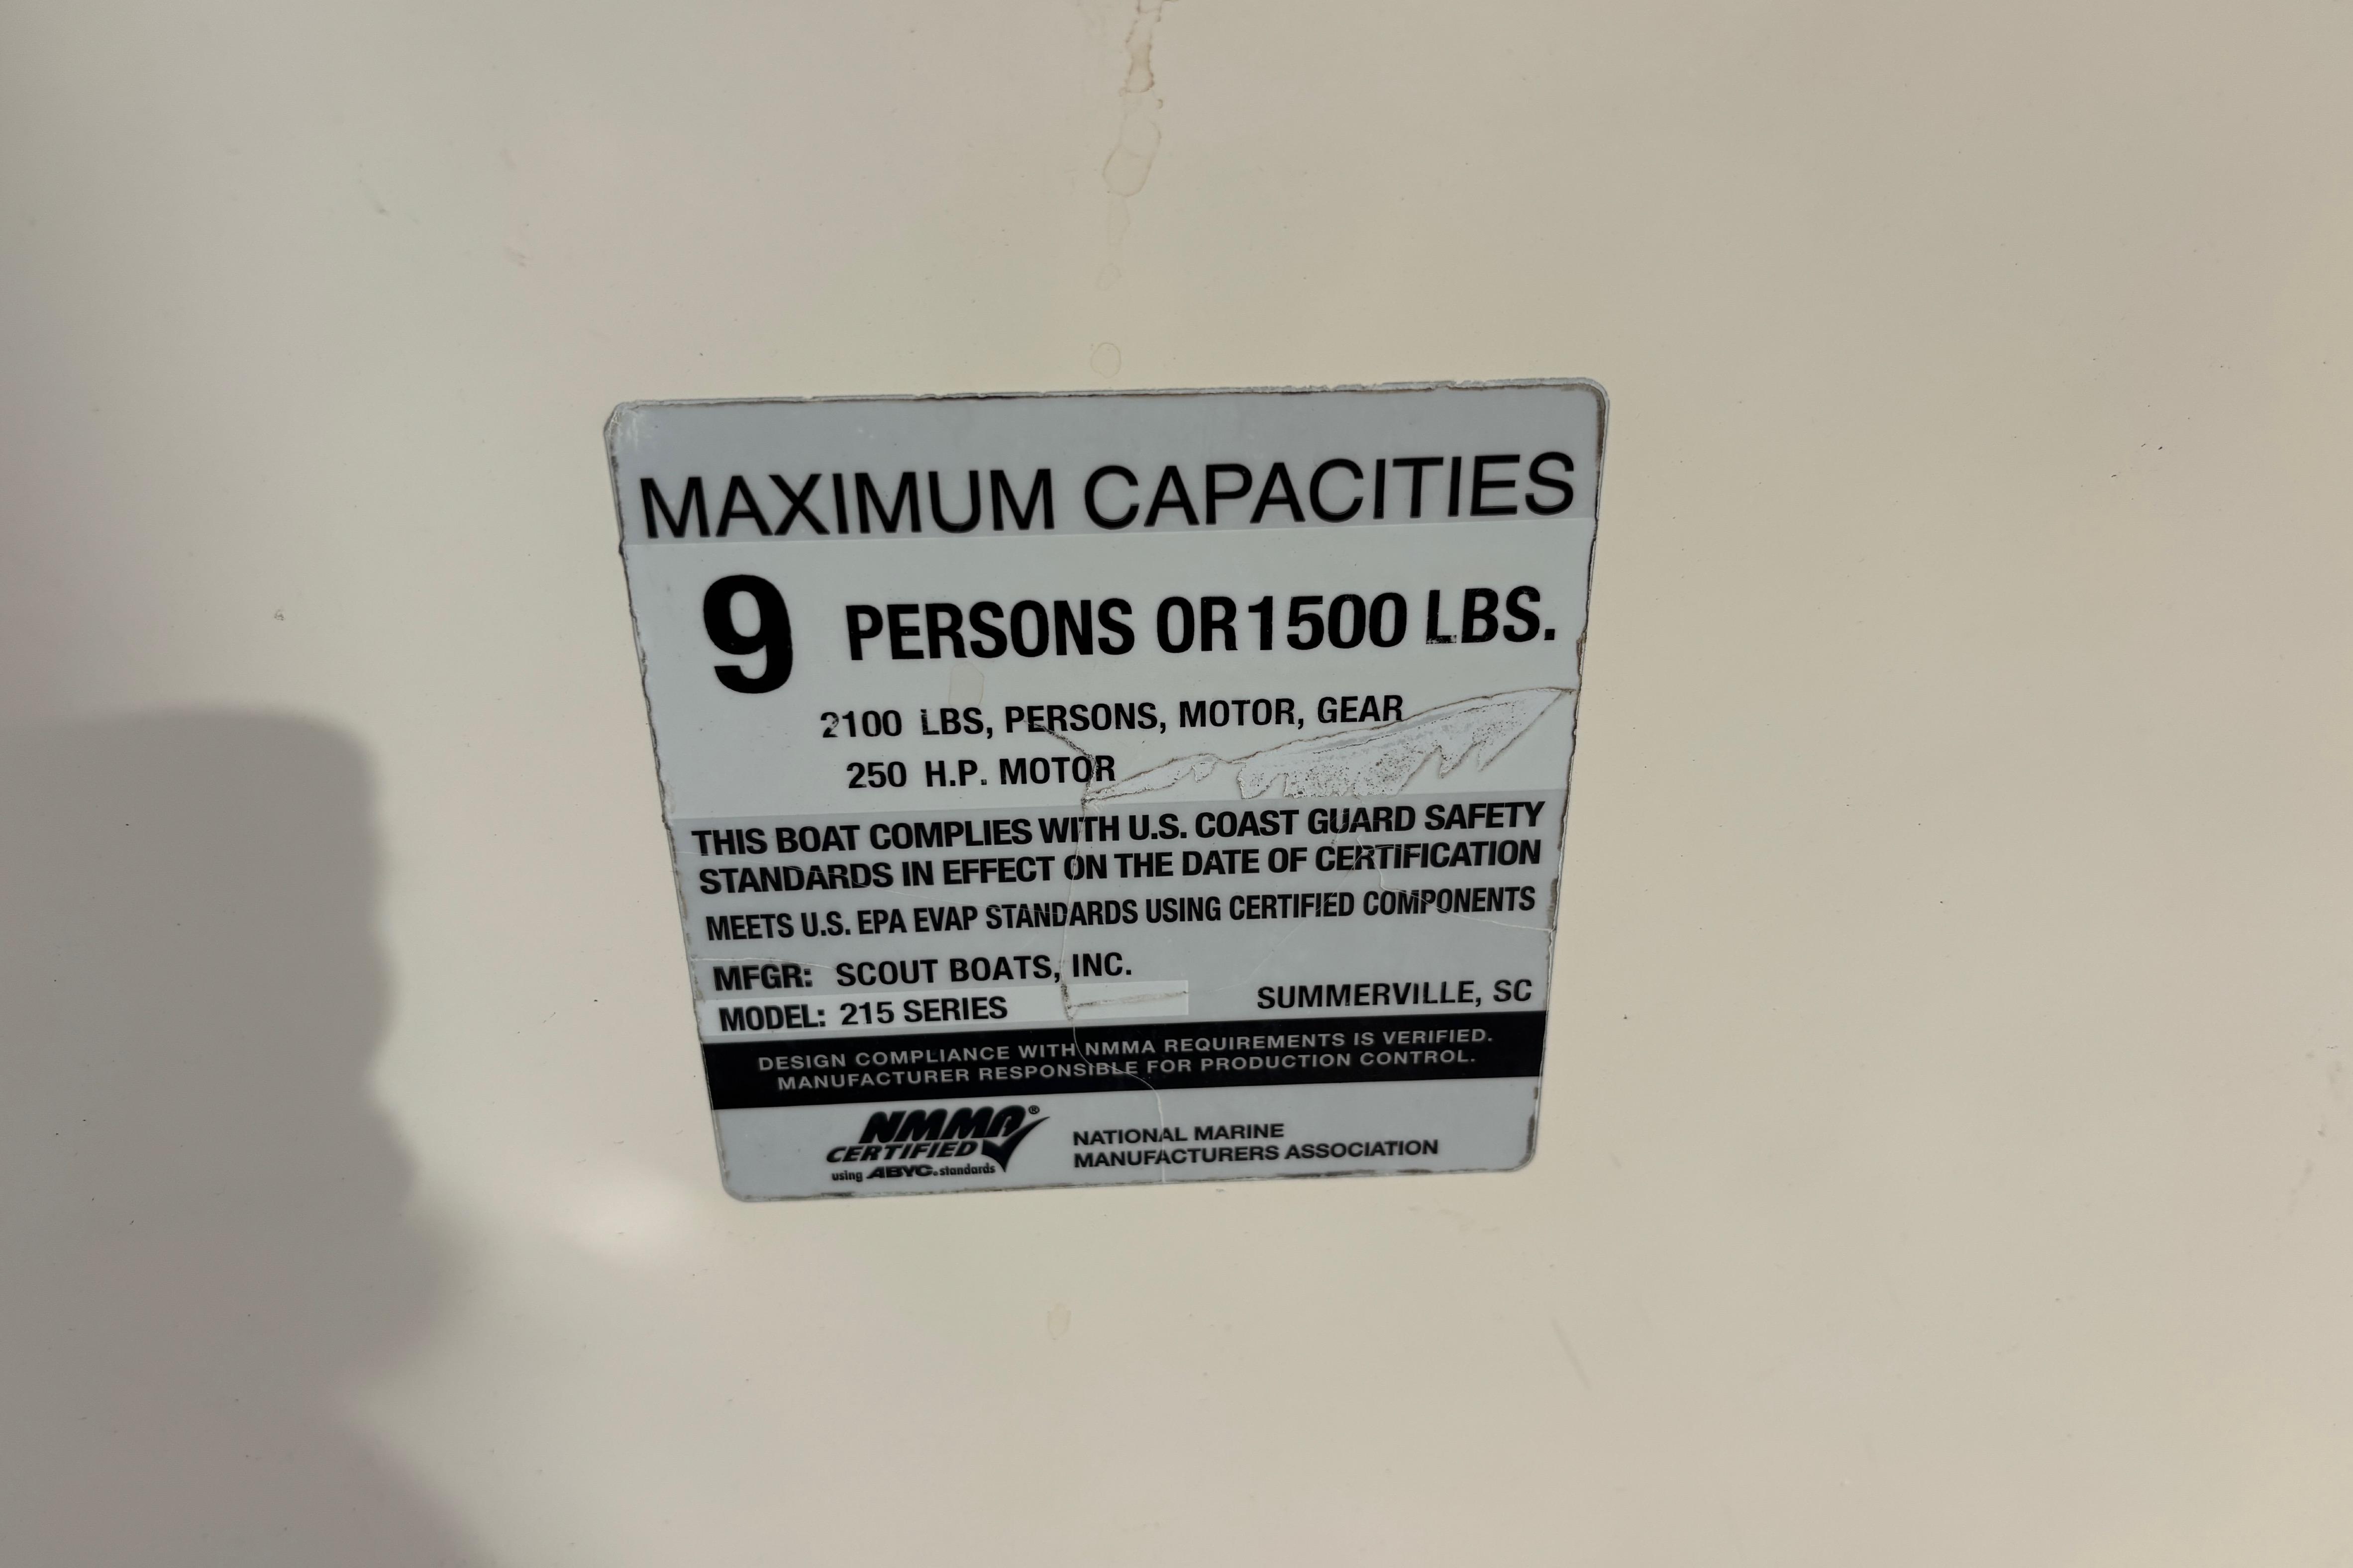 MAXIMUM CAPACITIES
9 PERSONS OR 1500 LBS.
2100 LBS, PERSONS, MOTOR, GEAR
250 H.P. MOTOR
THIS BOAT COMPLIES WITH U.S. COAST GUARD SAFETY
STANDARDS IN EFFECT ON THE DATE OF CERTIFICATION
MEETS U.S. EPA EVAP STANDARDS USING CERTIFIED COMPONENTS
MFGR: SCOUT BOATS, INC.
MODEL: 215 SERIES SUMMERVILLE, SC
DESIGN COMPLIANCE WITH NMMA REQUIREMENTS IS VERIFIED.
MANUFACTURER RESPONSIBLE FOR PRODUCTION CONTROL.
NMMA®
CERTIFIED
using ABYC. standards
NATIONAL MARINE
MANUFACTURERS ASSOCIATION